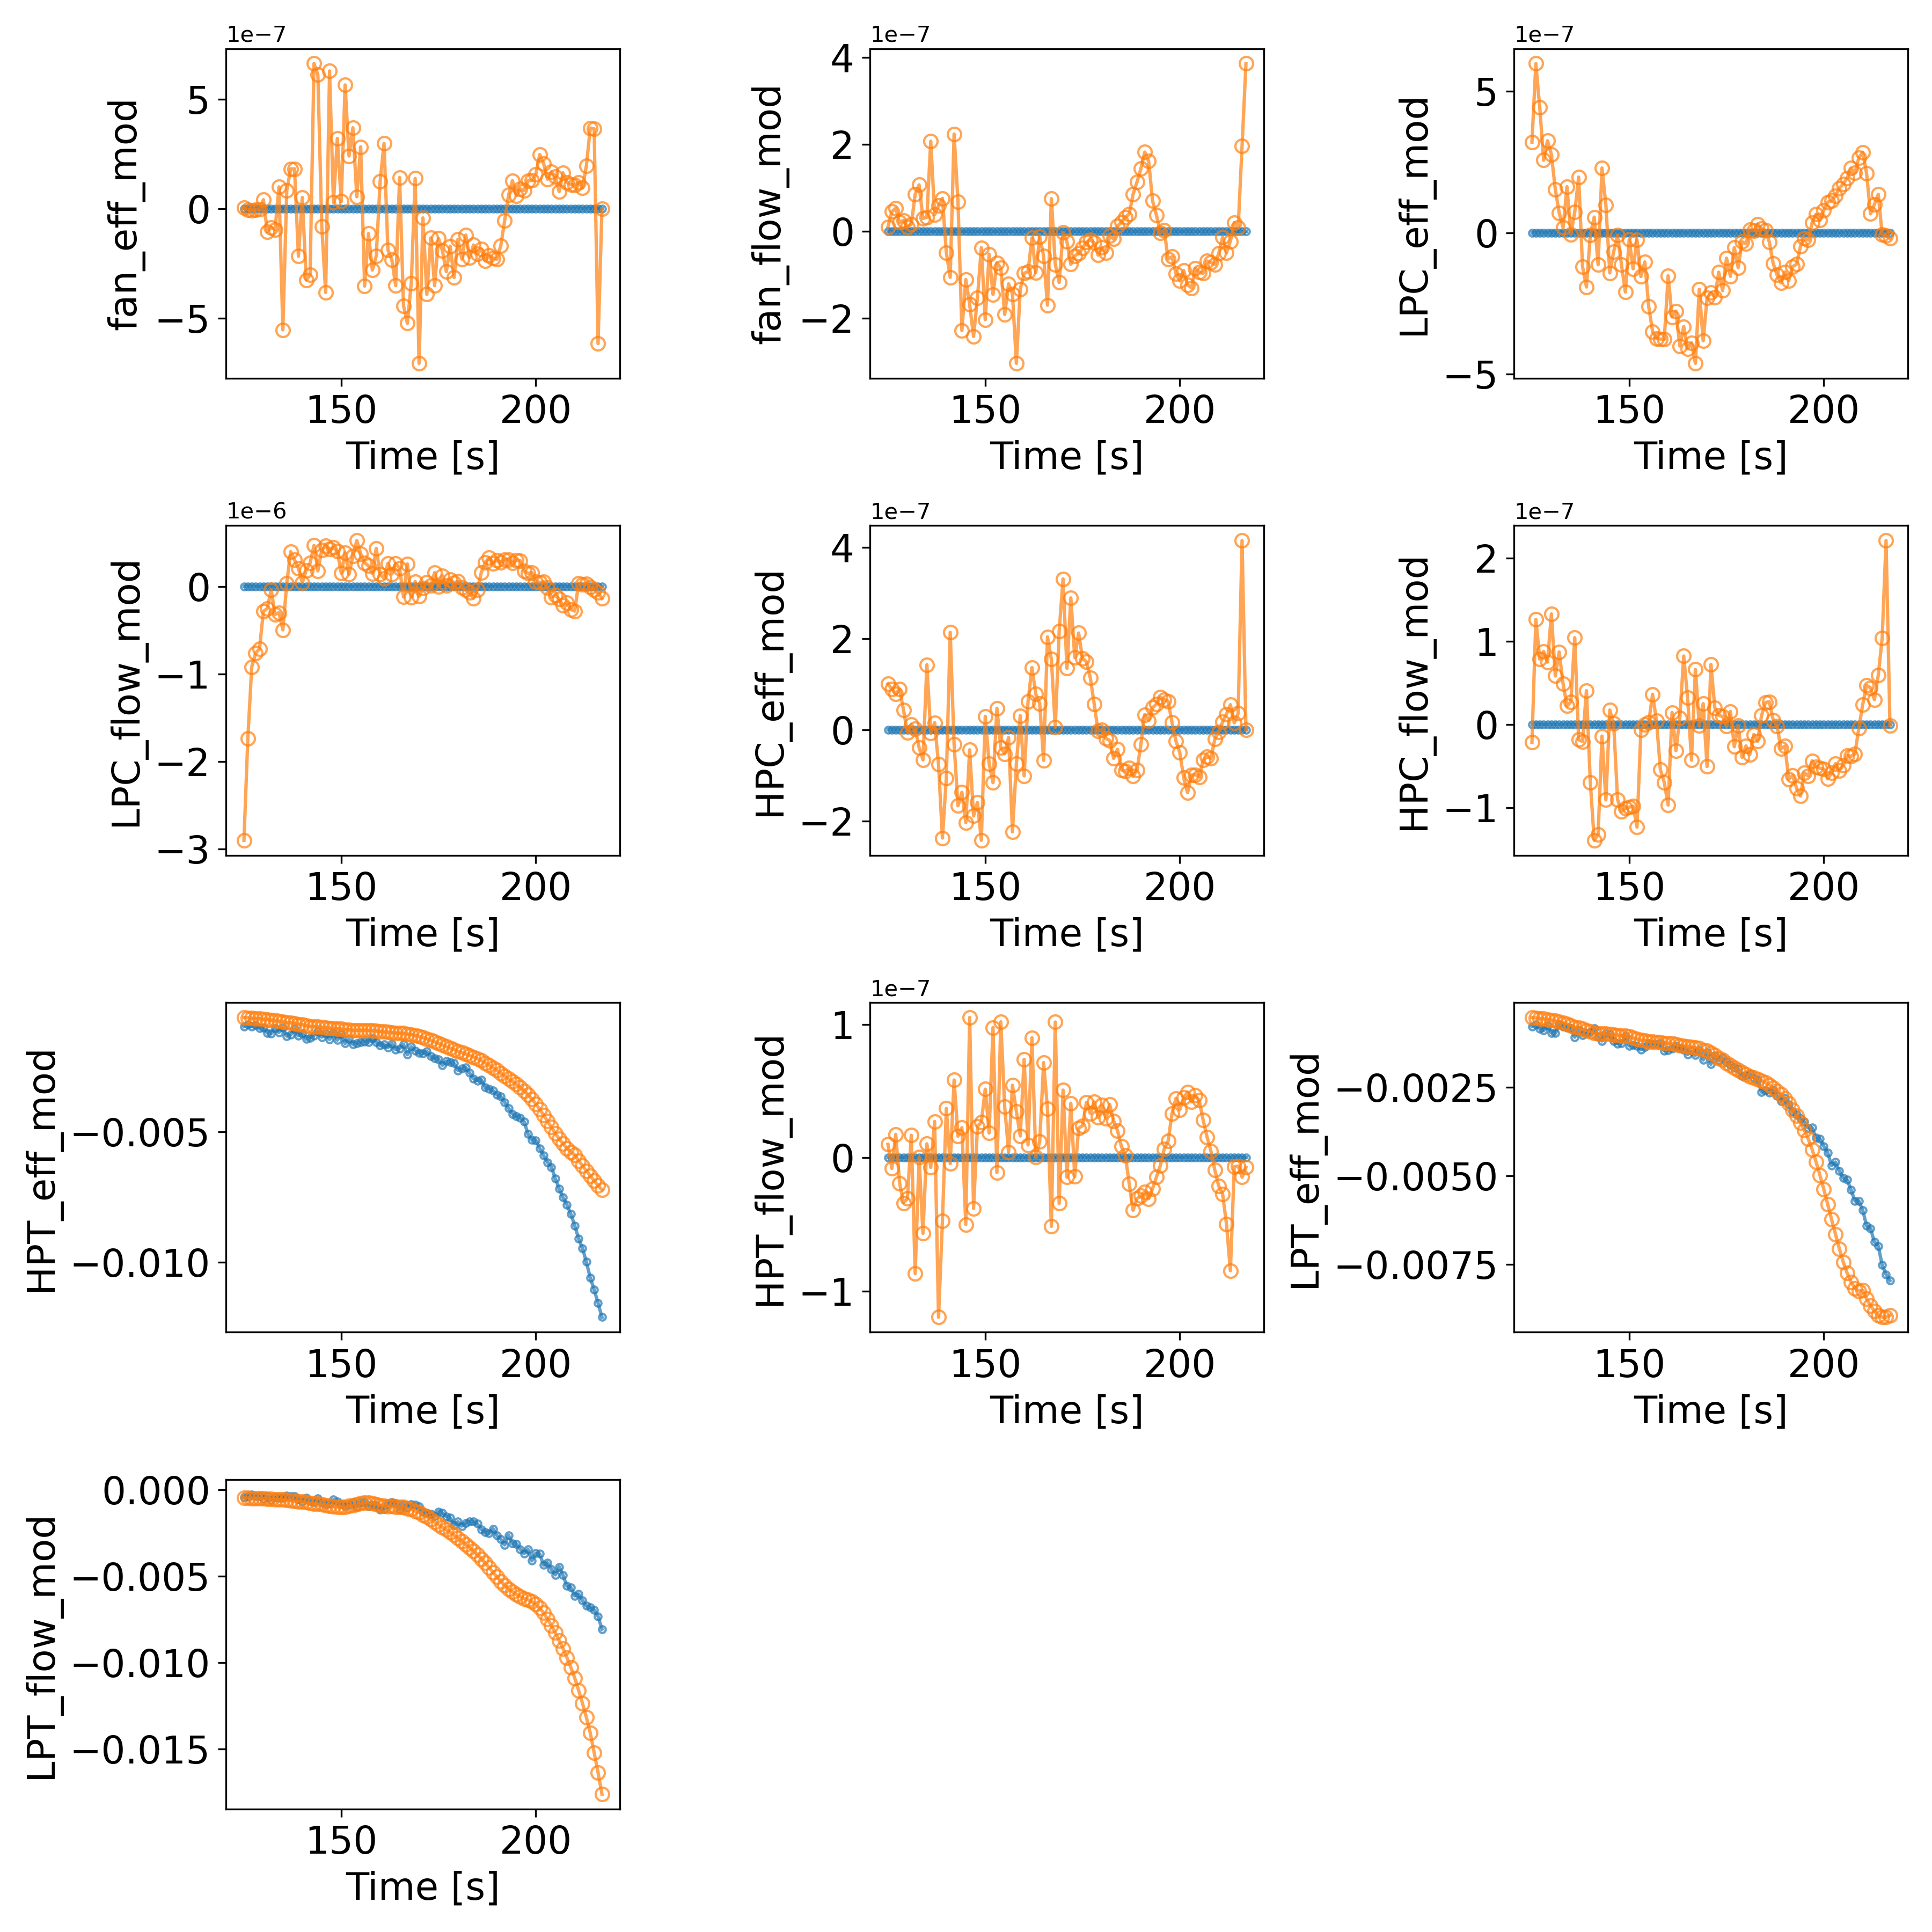 1e−7
5
0
−5
fan_eff_mod
150
200
Time [s]
1e−7
4
2
0
−2
fan_flow_mod
150
200
Time [s]
1e−7
5
0
−5
LPC_eff_mod
150
200
Time [s]
1e−6
0
−1
−2
−3
LPC_flow_mod
150
200
Time [s]
1e−7
4
2
0
−2
HPC_eff_mod
150
200
Time [s]
1e−7
2
1
0
−1
HPC_flow_mod
150
200
Time [s]
−0.005
−0.010
HPT_eff_mod
150
200
Time [s]
1e−7
1
0
−1
HPT_flow_mod
150
200
Time [s]
−0.0025
−0.0050
−0.0075
LPT_eff_mod
150
200
Time [s]
0.000
−0.005
−0.010
−0.015
LPT_flow_mod
150
200
Time [s]